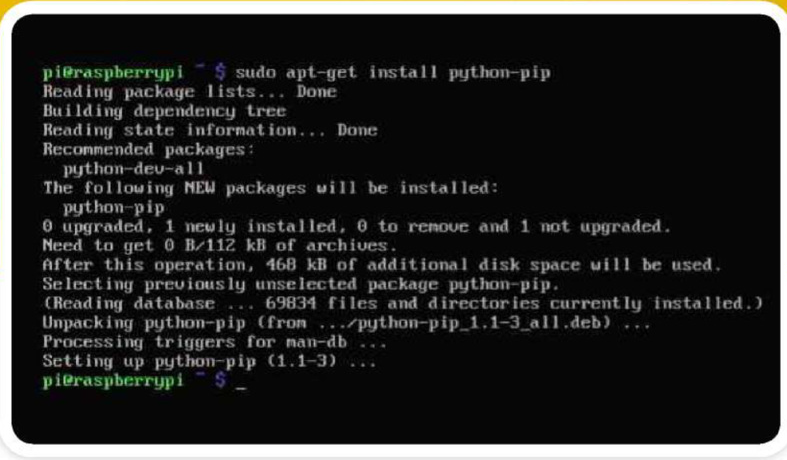 pi@raspberrypi ~ $ sudo apt-get install python-pip
Reading package lists... Done
Building dependency tree
Reading state information... Done
Recommended packages:
  python-dev-all
The following NEW packages will be installed:
  python-pip
0 upgraded, 1 newly installed, 0 to remove and 1 not upgraded.
Need to get 0 B/112 kB of archives.
After this operation, 468 kB of additional disk space will be used.
Selecting previously unselected package python-pip.
(Reading database ... 69834 files and directories currently installed.)
Unpacking python-pip (from .../python-pip_1.1-3_all.deb) ...
Processing triggers for man-db ...
Setting up python-pip (1.1-3) ...
pi@raspberrypi ~ $ _